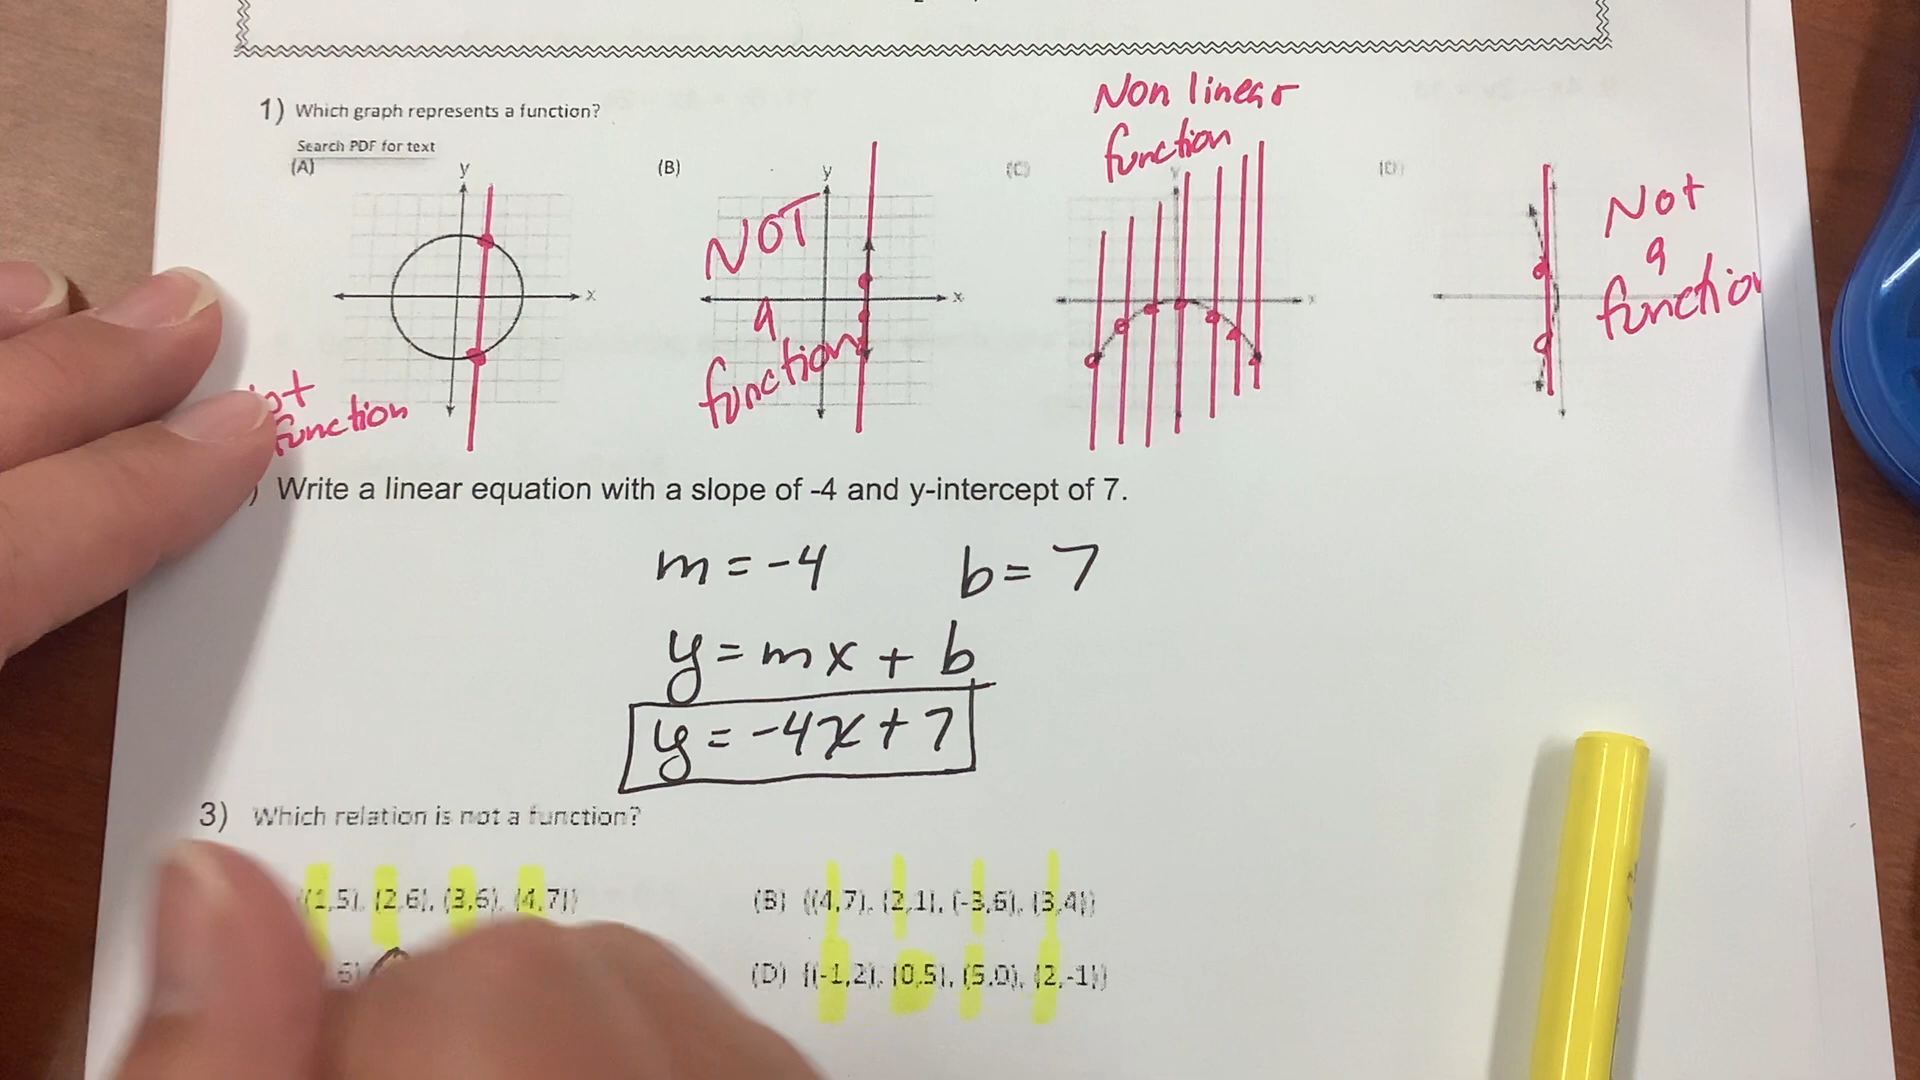 1) Which graph represents a function?
Search PDF for text
(A) y x
(B) y x
(C) y x
(D)
Non linear
function
NOT
a
function
Not
a
function
function
) Write a linear equation with a slope of -4 and y-intercept of 7.
m = -4 b = 7
y = mx + b
y = -4x + 7
3) Which relation is not a function?
{(1,5), (2,6), (3,6), (4,7)}
(B) {(4,7), (2,1), (-3,6), (3,4)}
6)
(D) {(-1,2), (0,5), (5,0), (2,-1)}